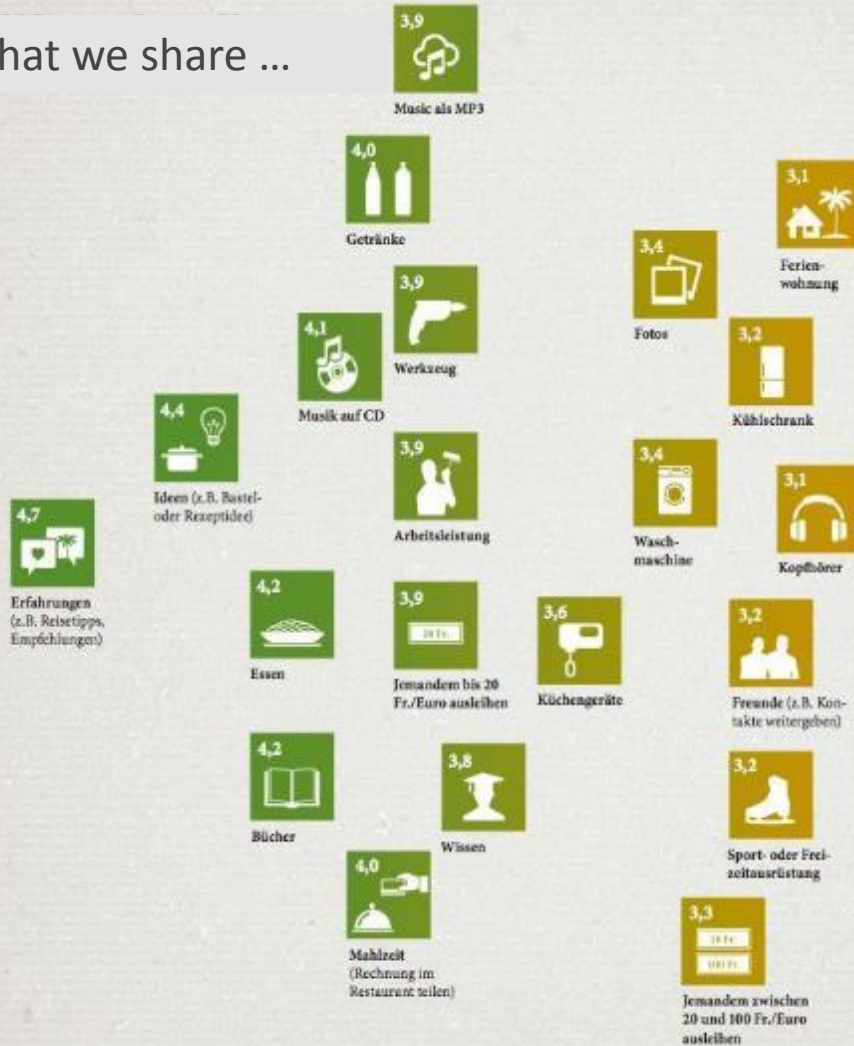 hat we share ...
3,9
Music als MP3
4,0
Getränke
3,1
Ferien-
wohnung
3,4
Fotos
3,9
Werkzeug
4,1
Musik auf CD
3,2
Kühlschrank
4,4
Ideen (z.B. Bastel-
oder Rezeptidee)
3,9
Arbeitsleistung
3,4
Wasch-
maschine
3,1
Kopfhörer
4,7
Erfahrungen
(z.B. Reisetipps,
Empfehlungen)
4,2
Essen
3,9
20 Fr.
Jemandem bis 20
Fr./Euro ausleihen
3,6
Küchengeräte
3,2
Freunde (z.B. Kon-
takte weitergeben)
4,2
Bücher
3,8
Wissen
3,2
Sport- oder Frei-
zeitausrüstung
4,0
Mahlzeit
(Rechnung im
Restaurant teilen)
3,3
100 Fr.
Jemandem zwischen
20 und 100 Fr./Euro
ausleihen